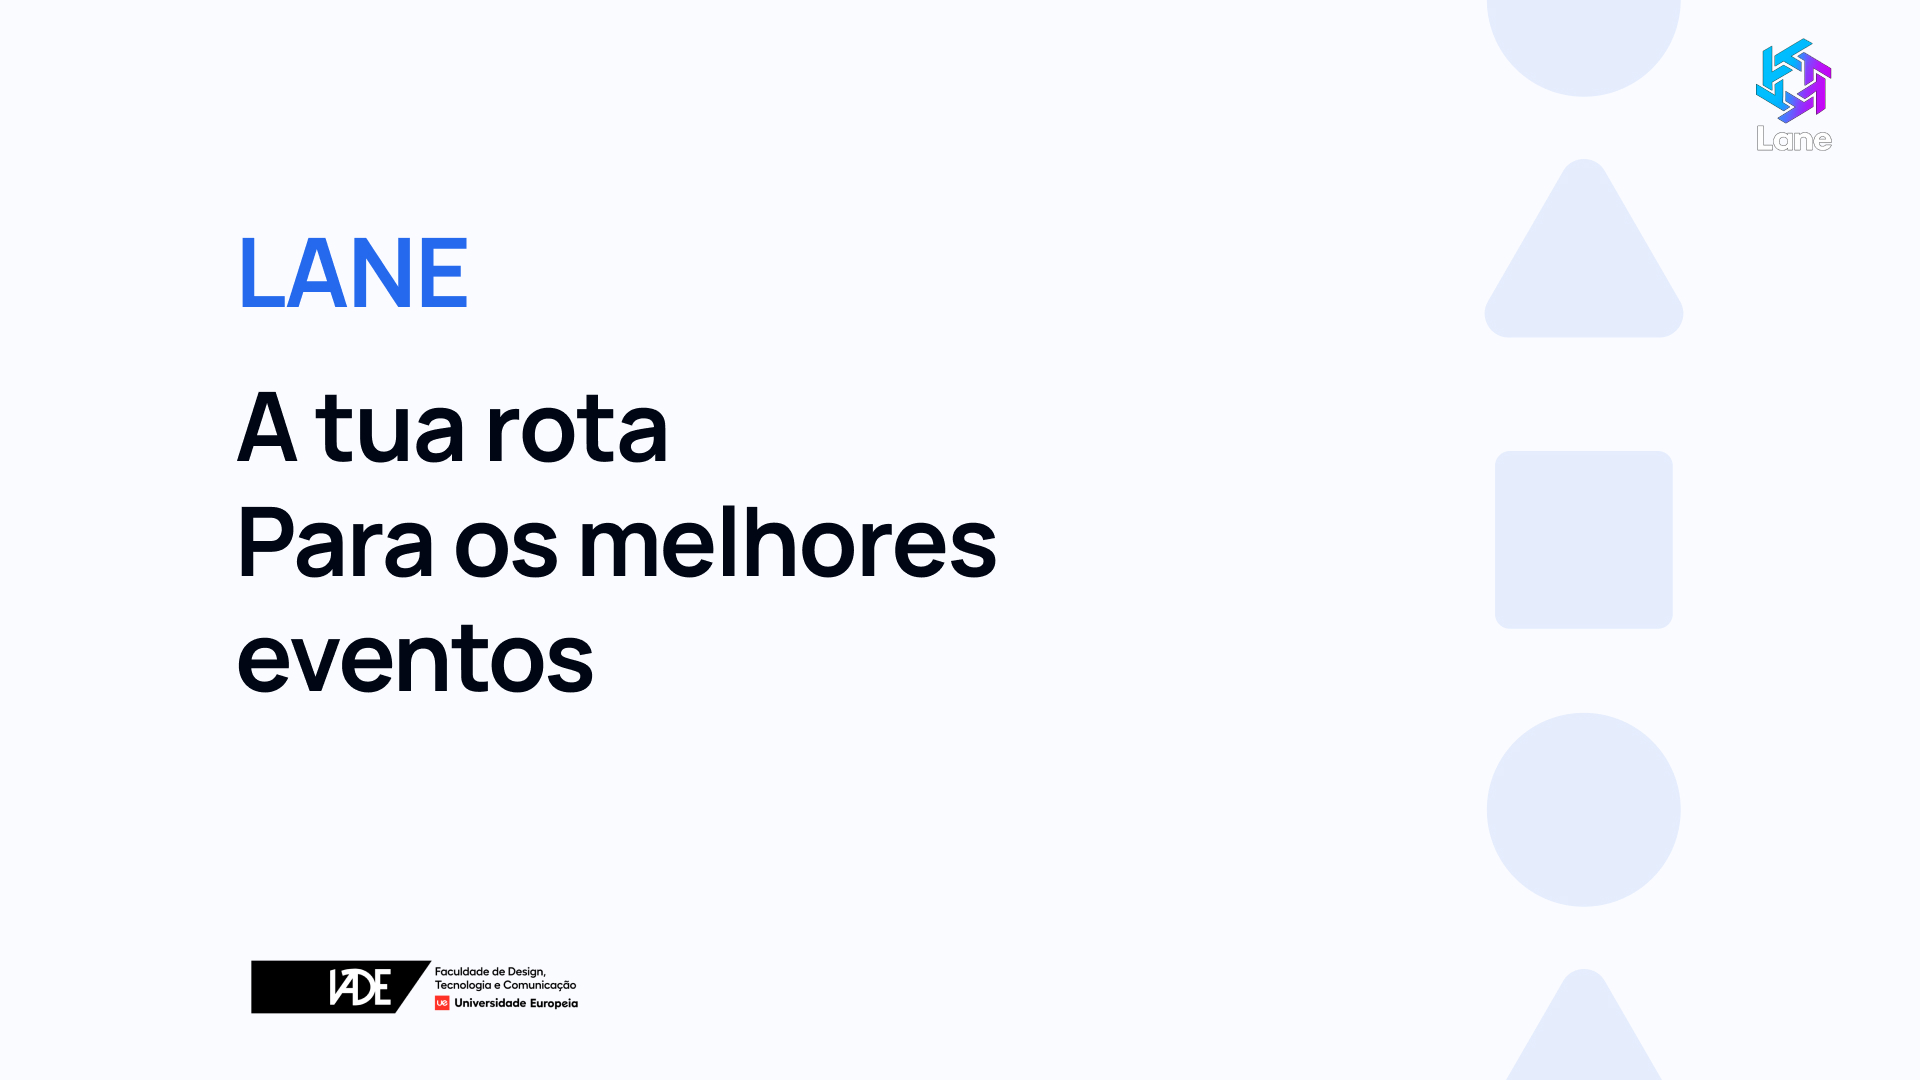 Lane
LANE
A tua rota
Para os melhores
eventos
IADE
Faculdade de Design,
Tecnologia e Comunicação
ue Universidade Europeia